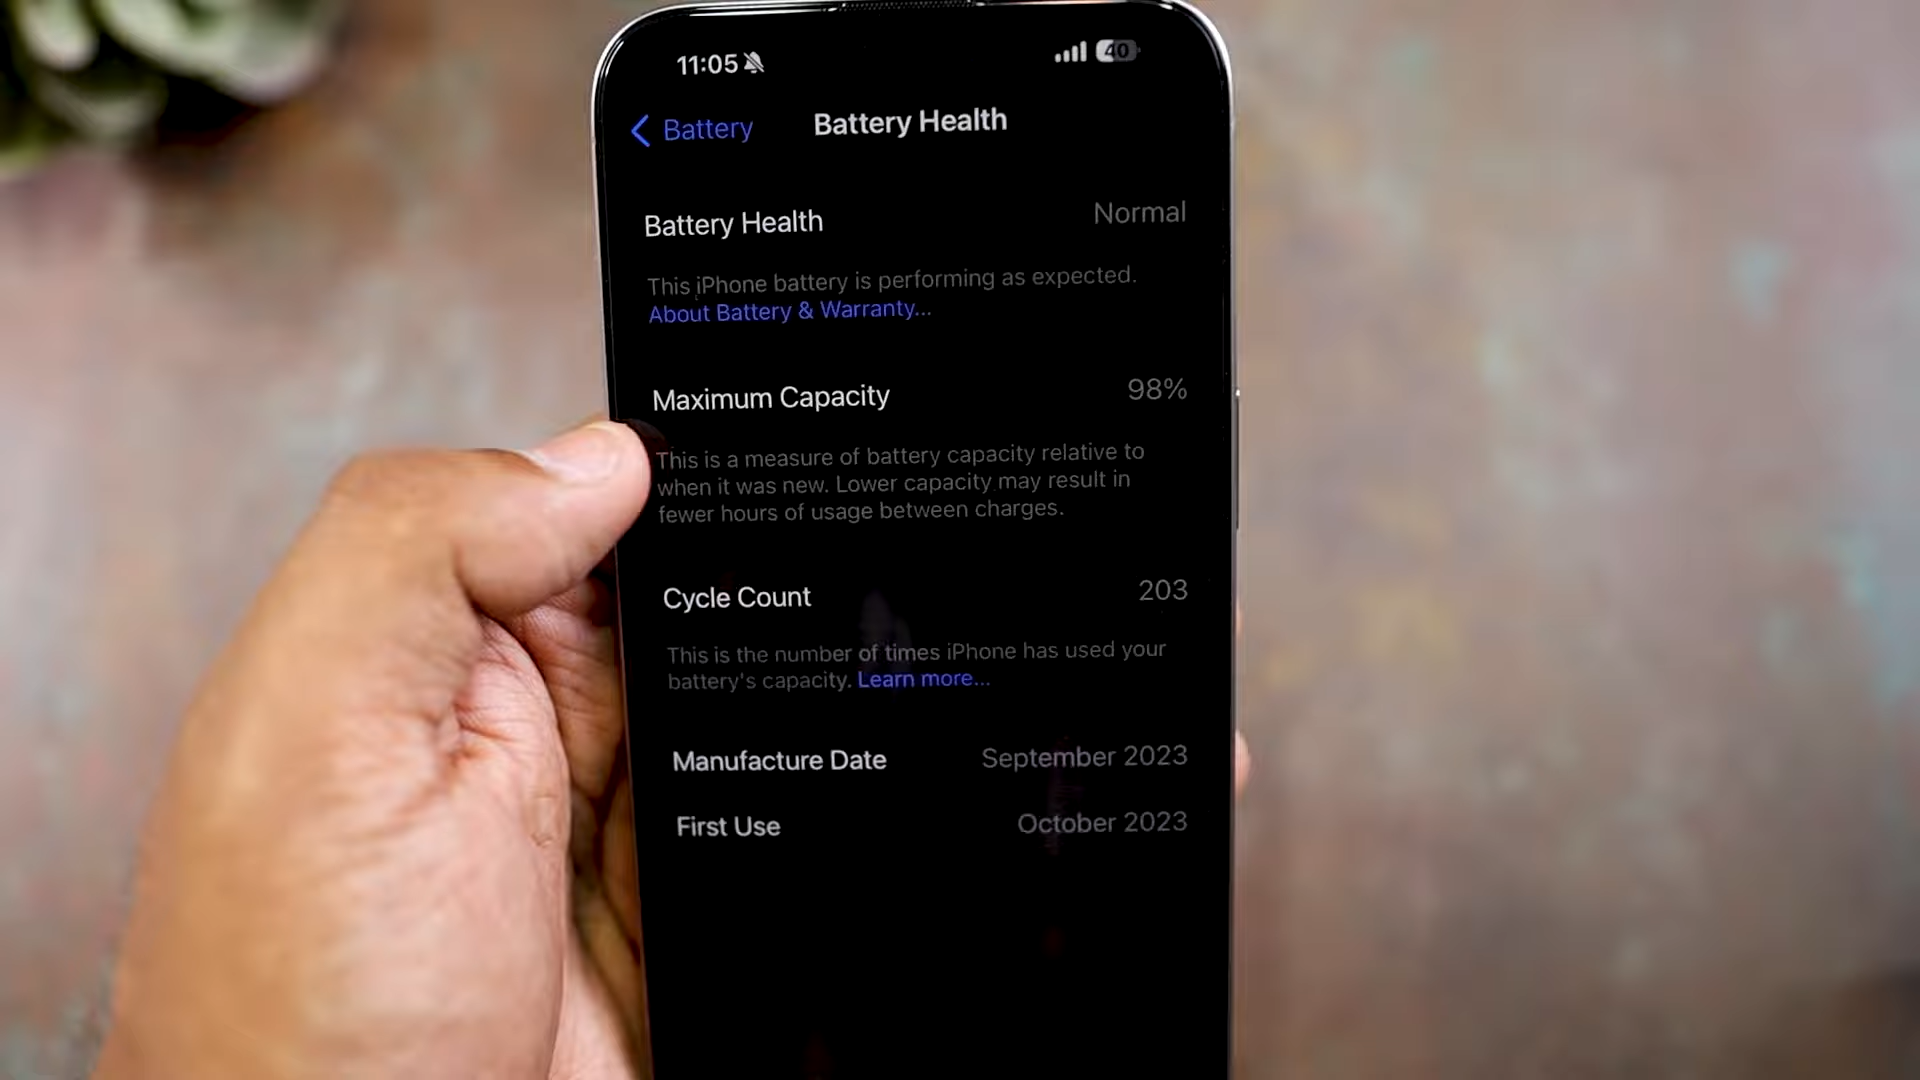 11:05
40
Battery
Battery Health
Battery Health
Normal
This iPhone battery is performing as expected.
About Battery & Warranty...
Maximum Capacity
98%
This is a measure of battery capacity relative to
when it was new. Lower capacity may result in
fewer hours of usage between charges.
Cycle Count
203
This is the number of times iPhone has used your
battery's capacity. Learn more...
Manufacture Date
September 2023
First Use
October 2023